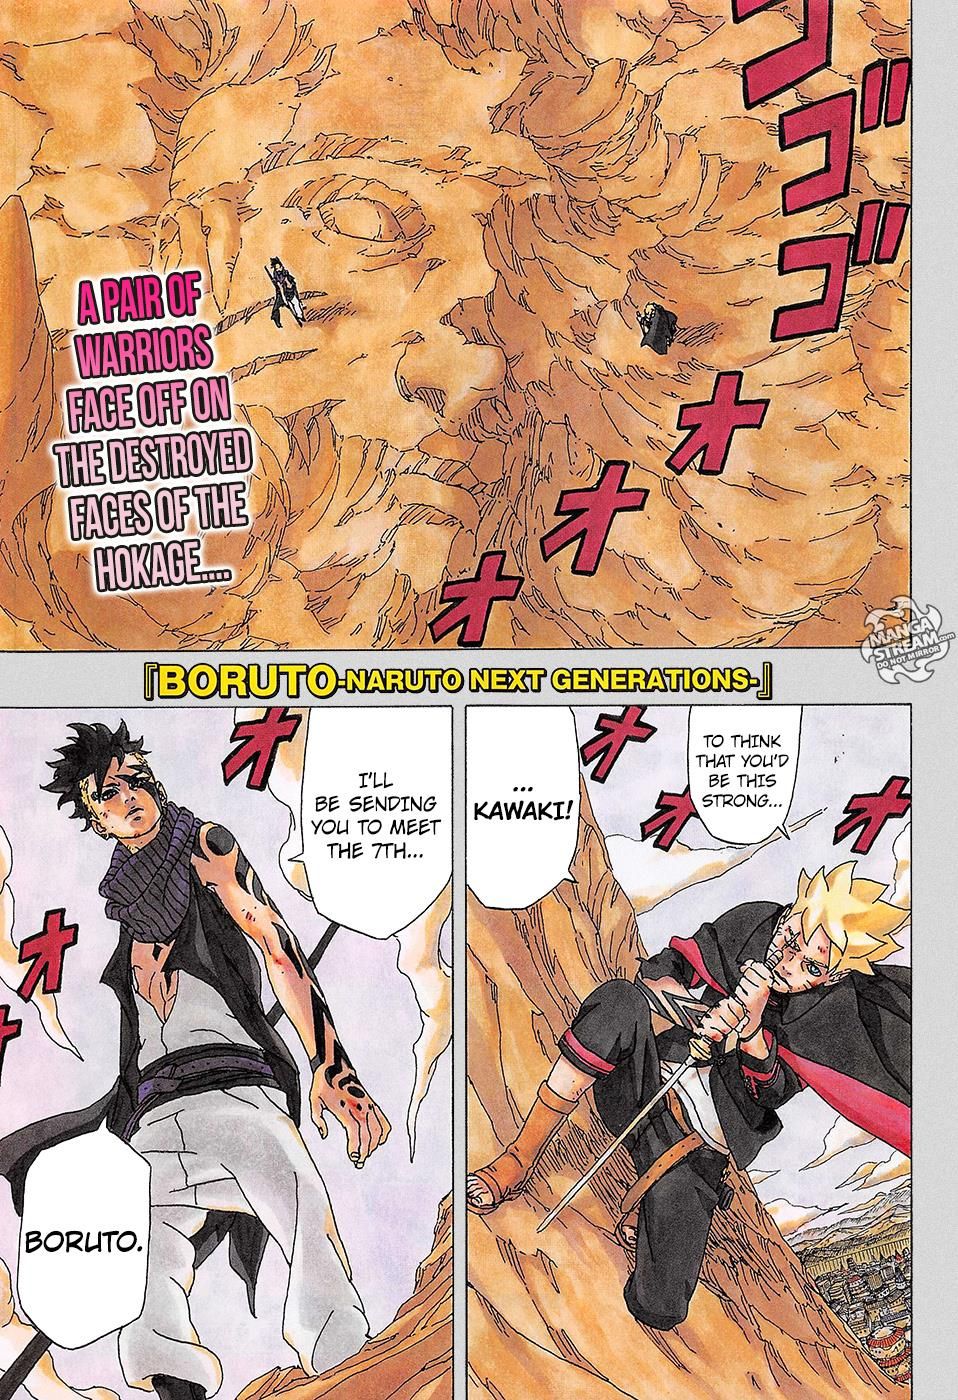 ゴゴゴ
A PAIR OF
WARRIORS
FACE OFF ON
THE DESTROYED
FACES OF THE
HOKAGE....
オオオ
MANGA
STREAM.com
DO NOT MIRROR
『BORUTO-NARUTO NEXT GENERATIONS-』
TO THINK
THAT YOU'D
BE THIS
STRONG...
...
KAWAKI!
オ
オ
オ
I'LL
BE SENDING
YOU TO MEET
THE 7TH...
オ
オ
オ
BORUTO.